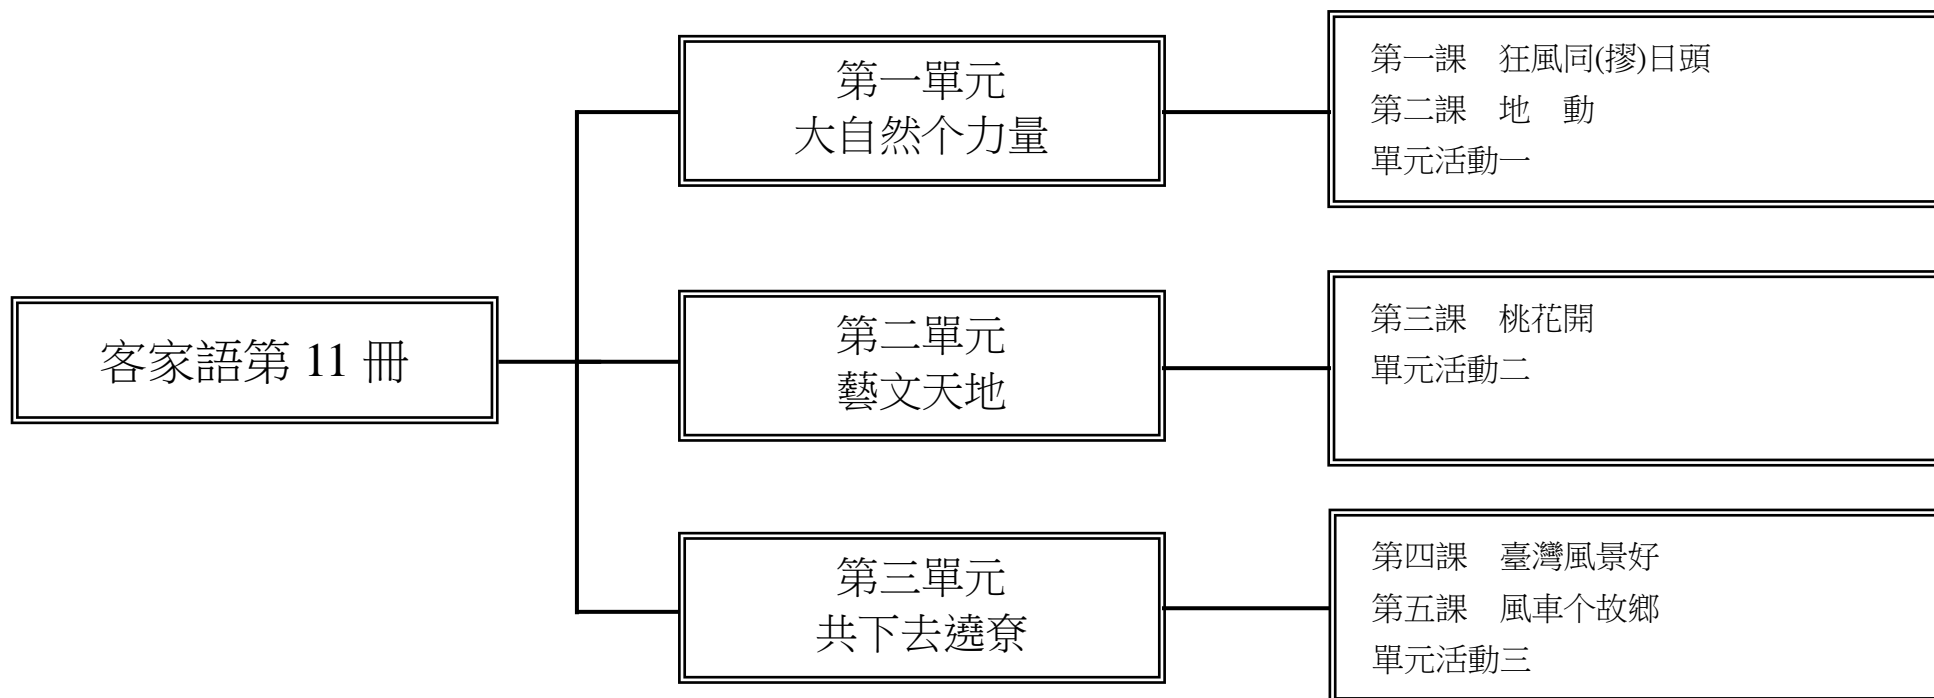 客家語第 11 冊
第一單元
大自然个力量
第一課　狂風同(摎)日頭
第二課　地　動
單元活動一
第二單元
藝文天地
第三課　桃花開
單元活動二
第三單元
共下去遶尞
第四課　臺灣風景好
第五課　風車个故鄉
單元活動三